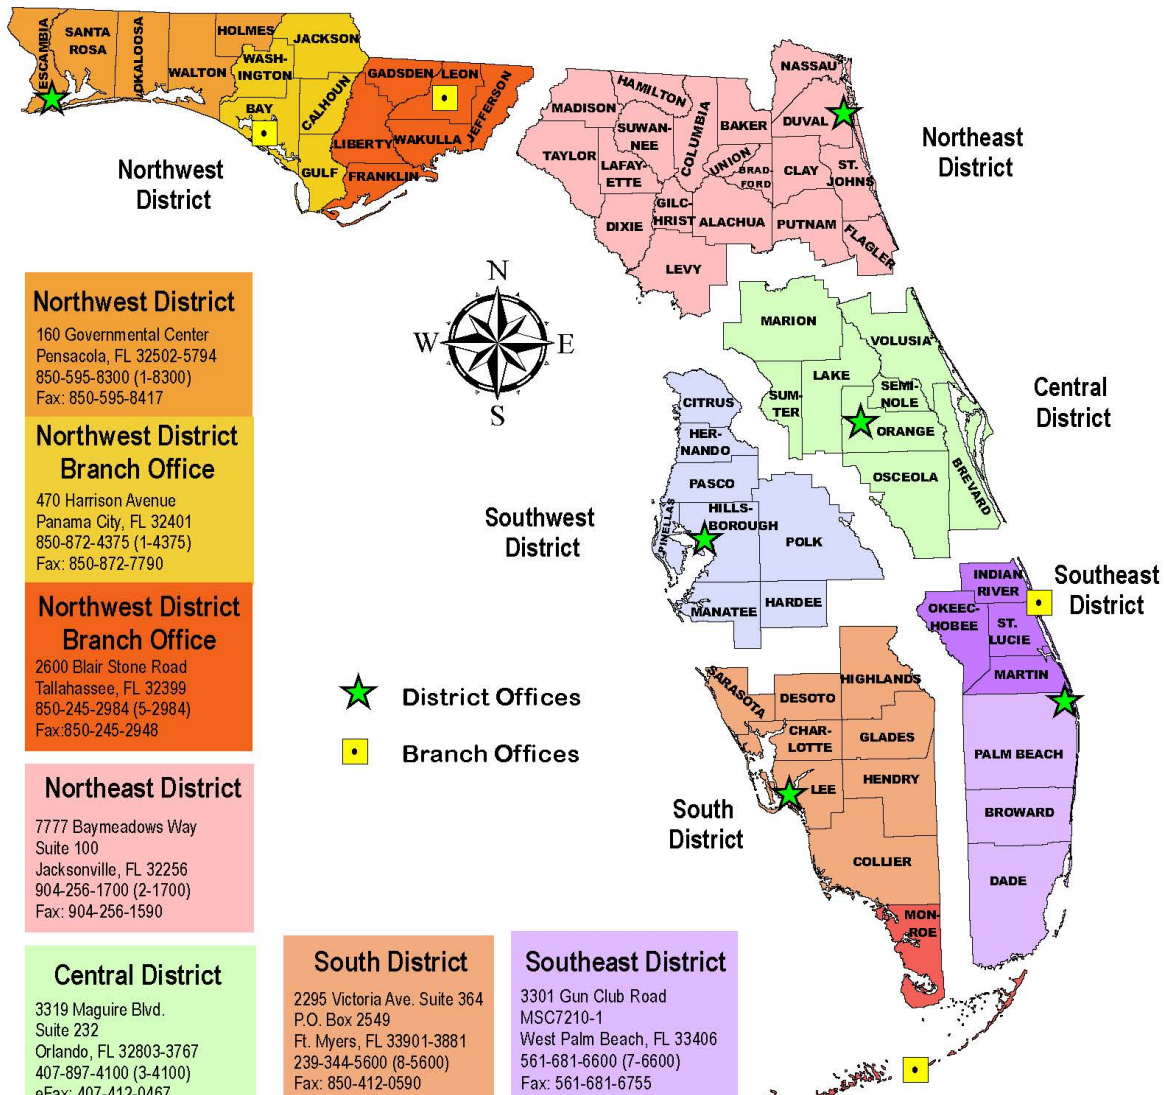 ESCAMBIA
SANTA
ROSA
OKALOOSA
WALTON
HOLMES
WASH-
INGTON
JACKSON
BAY
CALHOUN
GULF
GADSDEN
LEON
JEFFERSON
LIBERTY
WAKULLA
FRANKLIN
Northwest
District
NASSAU
HAMILTON
MADISON
COLUMBIA
BAKER
DUVAL
SUWAN-
NEE
TAYLOR
LAFAY-
ETTE
UNION
BRAD-
FORD
CLAY
ST.
JOHNS
GILC-
HRIST
DIXIE
ALACHUA
PUTNAM
FLAGLER
LEVY
Northeast
District
N
W
E
S
MARION
VOLUSIA
LAKE
SUM-
TER
SEMI-
NOLE
ORANGE
OSCEOLA
BREVARD
Central
District
CITRUS
HER-
NANDO
PASCO
PINELLAS
HILLS-
BOROUGH
POLK
MANATEE
HARDEE
Southwest
District
INDIAN
RIVER
OKEEC-
HOBEE
ST.
LUCIE
MARTIN
PALM BEACH
BROWARD
DADE
Southeast
District
SARASOTA
DESOTO
HIGHLANDS
CHAR-
LOTTE
GLADES
LEE
HENDRY
COLLIER
MON-
ROE
South
District
District Offices
Branch Offices
Northwest District
160 Governmental Center
Pensacola, FL 32502-5794
850-595-8300 (1-8300)
Fax: 850-595-8417
Northwest District
Branch Office
470 Harrison Avenue
Panama City, FL 32401
850-872-4375 (1-4375)
Fax: 850-872-7790
Northwest District
Branch Office
2600 Blair Stone Road
Tallahassee, FL 32399
850-245-2984 (5-2984)
Fax:850-245-2948
Northeast District
7777 Baymeadows Way
Suite 100
Jacksonville, FL 32256
904-256-1700 (2-1700)
Fax: 904-256-1590
Central District
3319 Maguire Blvd.
Suite 232
Orlando, FL 32803-3767
407-897-4100 (3-4100)
eFax: 407-412-0467
South District
2295 Victoria Ave. Suite 364
P.O. Box 2549
Ft. Myers, FL 33901-3881
239-344-5600 (8-5600)
Fax: 850-412-0590
Southeast District
3301 Gun Club Road
MSC7210-1
West Palm Beach, FL 33406
561-681-6600 (7-6600)
Fax: 561-681-6755